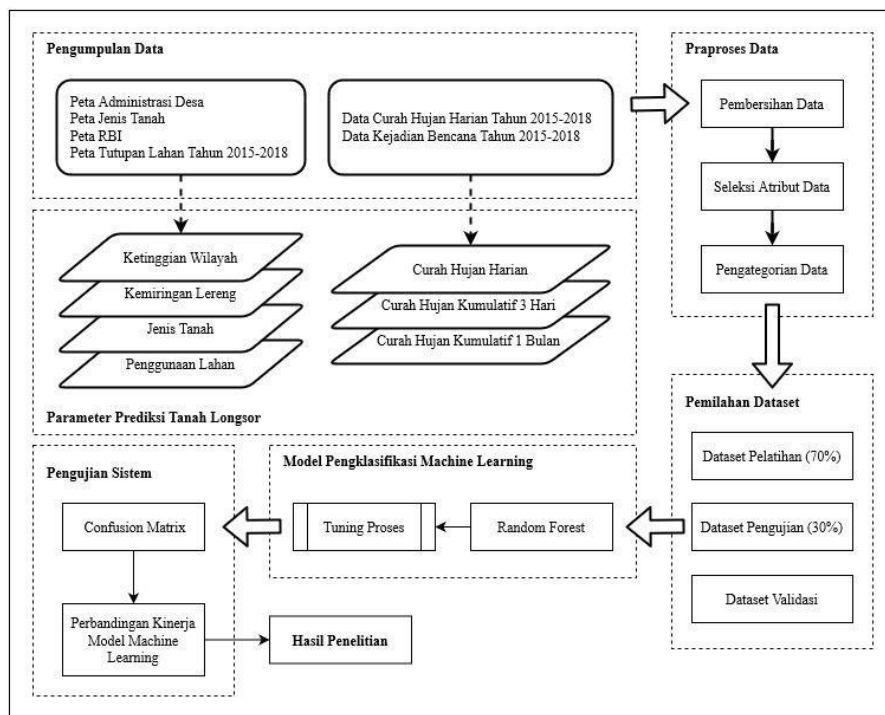 Pengumpulan Data
Peta Administrasi Desa
Peta Jenis Tanah
Peta RBI
Peta Tutupan Lahan Tahun 2015-2018
Data Curah Hujan Harian Tahun 2015-2018
Data Kejadian Bencana Tahun 2015-2018
Praproses Data
Pembersihan Data
Seleksi Atribut Data
Pengategorian Data
Ketinggian Wilayah
Kemiringan Lereng
Jenis Tanah
Penggunaan Lahan
Curah Hujan Harian
Curah Hujan Kumulatif 3 Hari
Curah Hujan Kumulatif 1 Bulan
Parameter Prediksi Tanah Longsor
Pemilahan Dataset
Dataset Pelatihan (70%)
Dataset Pengujian (30%)
Dataset Validasi
Model Pengklasifikasi Machine Learning
Random Forest
Tuning Proses
Pengujian Sistem
Confusion Matrix
Perbandingan Kinerja
Model Machine
Learning
Hasil Penelitian